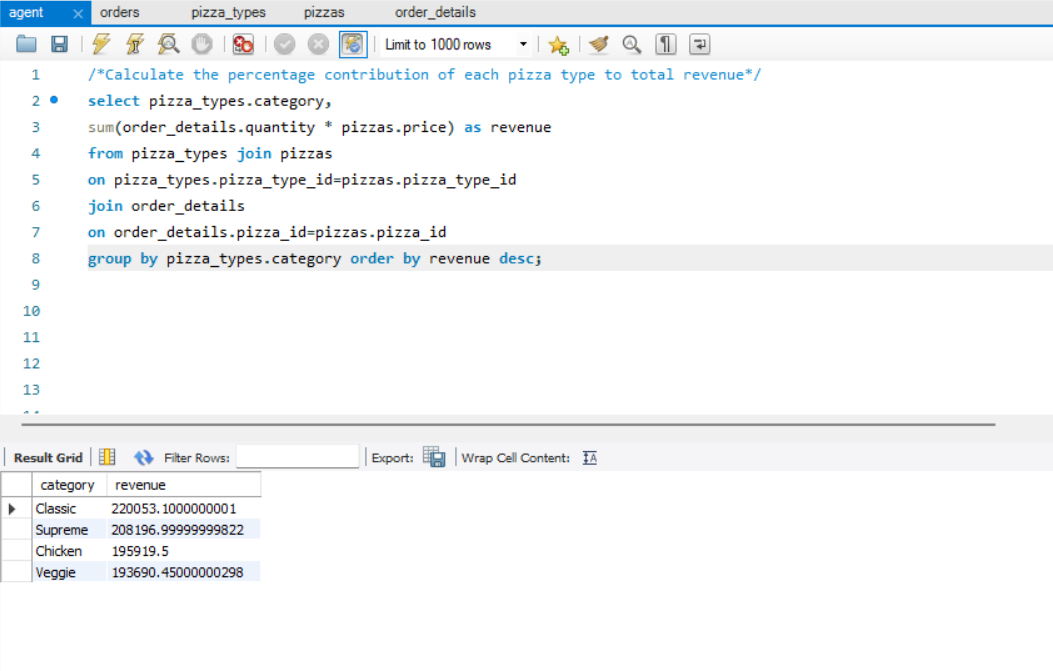 agent × orders pizza_types pizzas order_details
Limit to 1000 rows
1 /*Calculate the percentage contribution of each pizza type to total revenue*/
2 select pizza_types.category,
3 sum(order_details.quantity * pizzas.price) as revenue
4 from pizza_types join pizzas
5 on pizza_types.pizza_type_id=pizzas.pizza_type_id
6 join order_details
7 on order_details.pizza_id=pizzas.pizza_id
8 group by pizza_types.category order by revenue desc;
9
10
11
12
13
Result Grid Filter Rows: Export: Wrap Cell Content:
category revenue
Classic 220053.1000000001
Supreme 208196.99999999822
Chicken 195919.5
Veggie 193690.45000000298